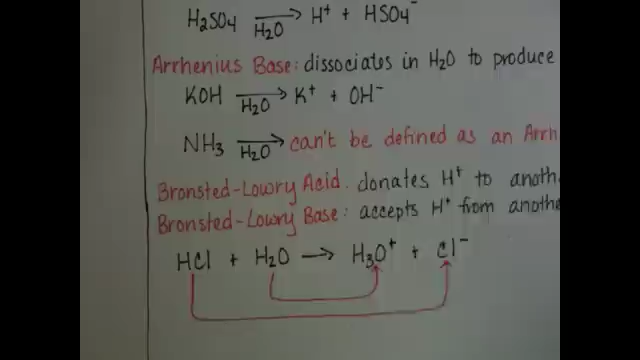 H₂SO₄ →H₂O H⁺ + HSO₄⁻
Arrhenius Base: dissociates in H₂O to produce
KOH →H₂O K⁺ + OH⁻
NH₃ →H₂O can't be defined as an Arrh
Bronsted-Lowry Acid: donates H⁺ to anoth
Bronsted-Lowry Base: accepts H⁺ from anothe
HCl + H₂O → H₃O⁺ + Cl⁻